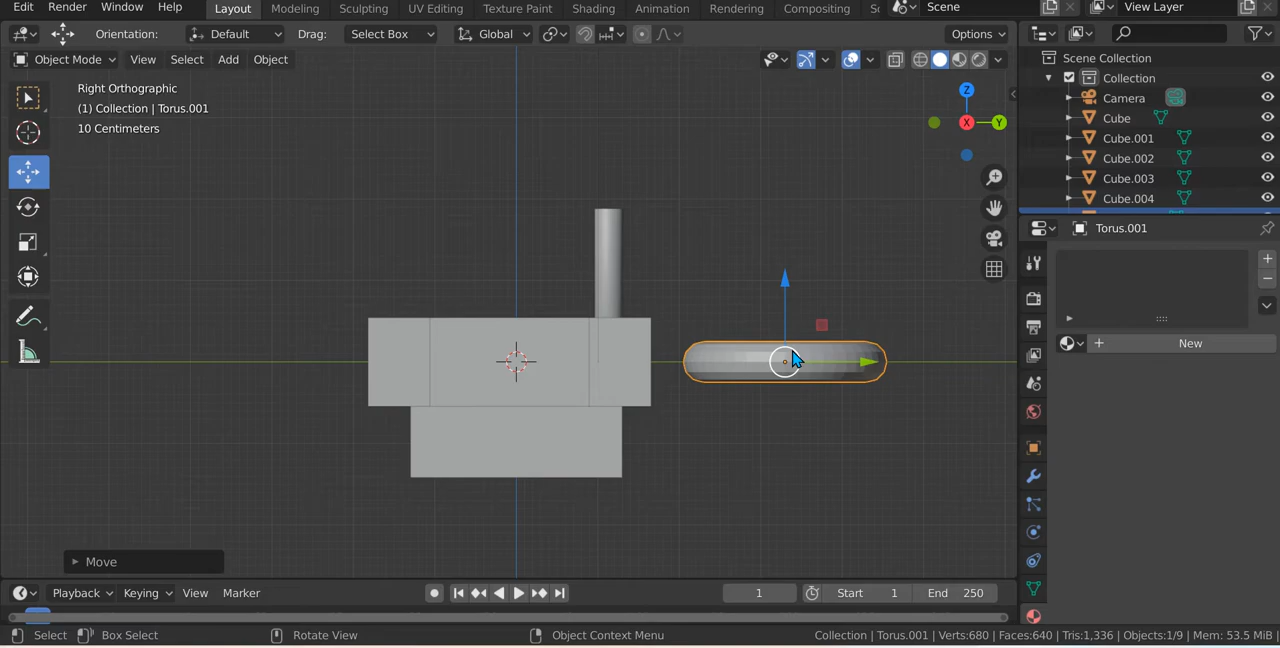 Edit Render Window Help Layout Modeling Sculpting UV Editing Texture Paint Shading Animation Rendering Compositing Sc Scene View Layer
Orientation: Default Drag: Select Box Global Options
Object Mode View Select Add Object
Right Orthographic
(1) Collection | Torus.001
10 Centimeters
Z
X
Y
Scene Collection
Collection
Camera
Cube
Cube.001
Cube.002
Cube.003
Cube.004
Torus.001
New
Move
Playback Keying View Marker 1 Start 1 End 250
Select Box Select Rotate View Object Context Menu Collection | Torus.001 | Verts:680 | Faces:640 | Tris:1,336 | Objects:1/9 | Mem: 53.5 MiB |